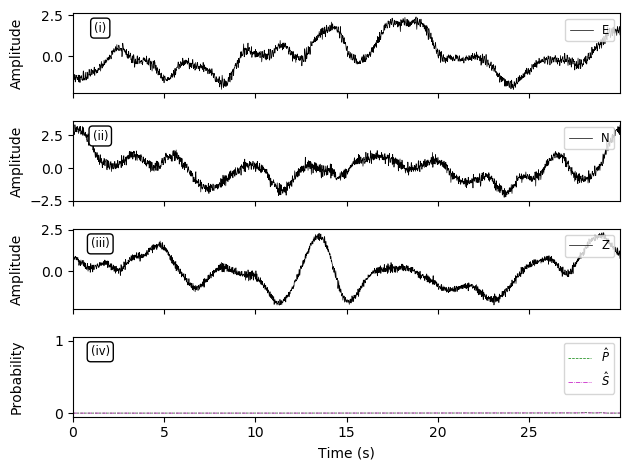 Amplitude
2.5
0.0
(i)
E
Amplitude
2.5
0.0
−2.5
(ii)
N
Amplitude
2.5
0.0
(iii)
Z
Probability
1
0
(iv)
P̂
Ŝ
0 5 10 15 20 25
Time (s)